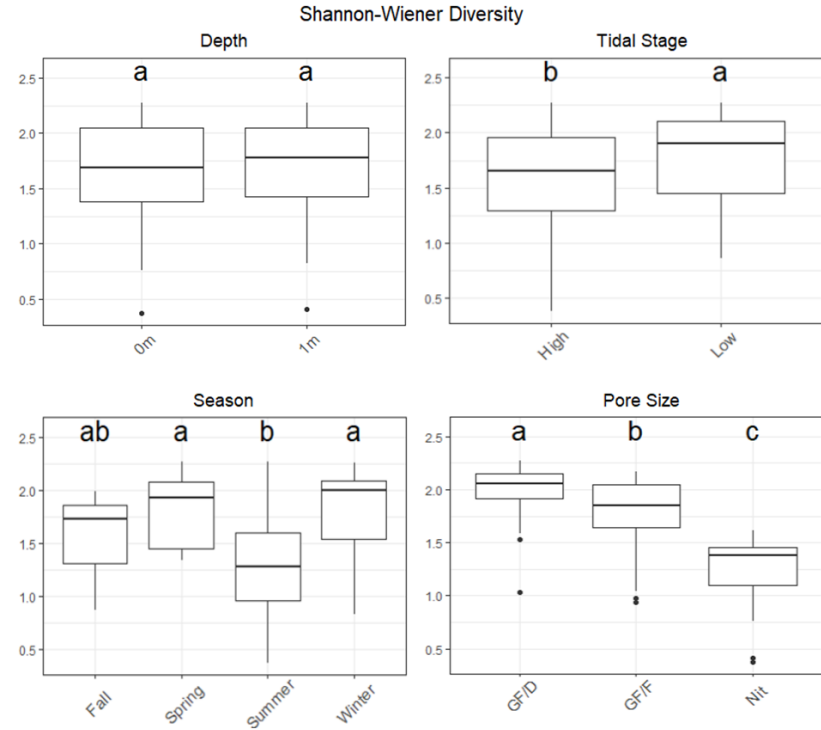 Shannon-Wiener Diversity
Depth
a a
2.5
2.0
1.5
1.0
0.5
0m 1m
Tidal Stage
b a
2.5
2.0
1.5
1.0
0.5
High Low
Season
ab a b a
2.5
2.0
1.5
1.0
0.5
Fall Spring Summer Winter
Pore Size
a b c
2.5
2.0
1.5
1.0
0.5
GF/D GF/F Nit